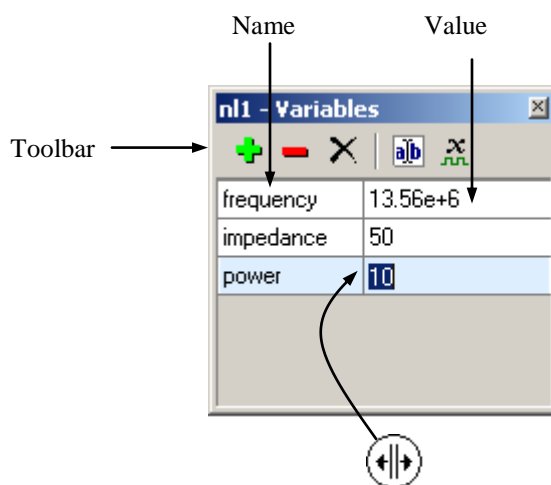 Name Value
nl1 - Variables
Toolbar
a|b x
frequency 13.56e+6
impedance 50
power 10